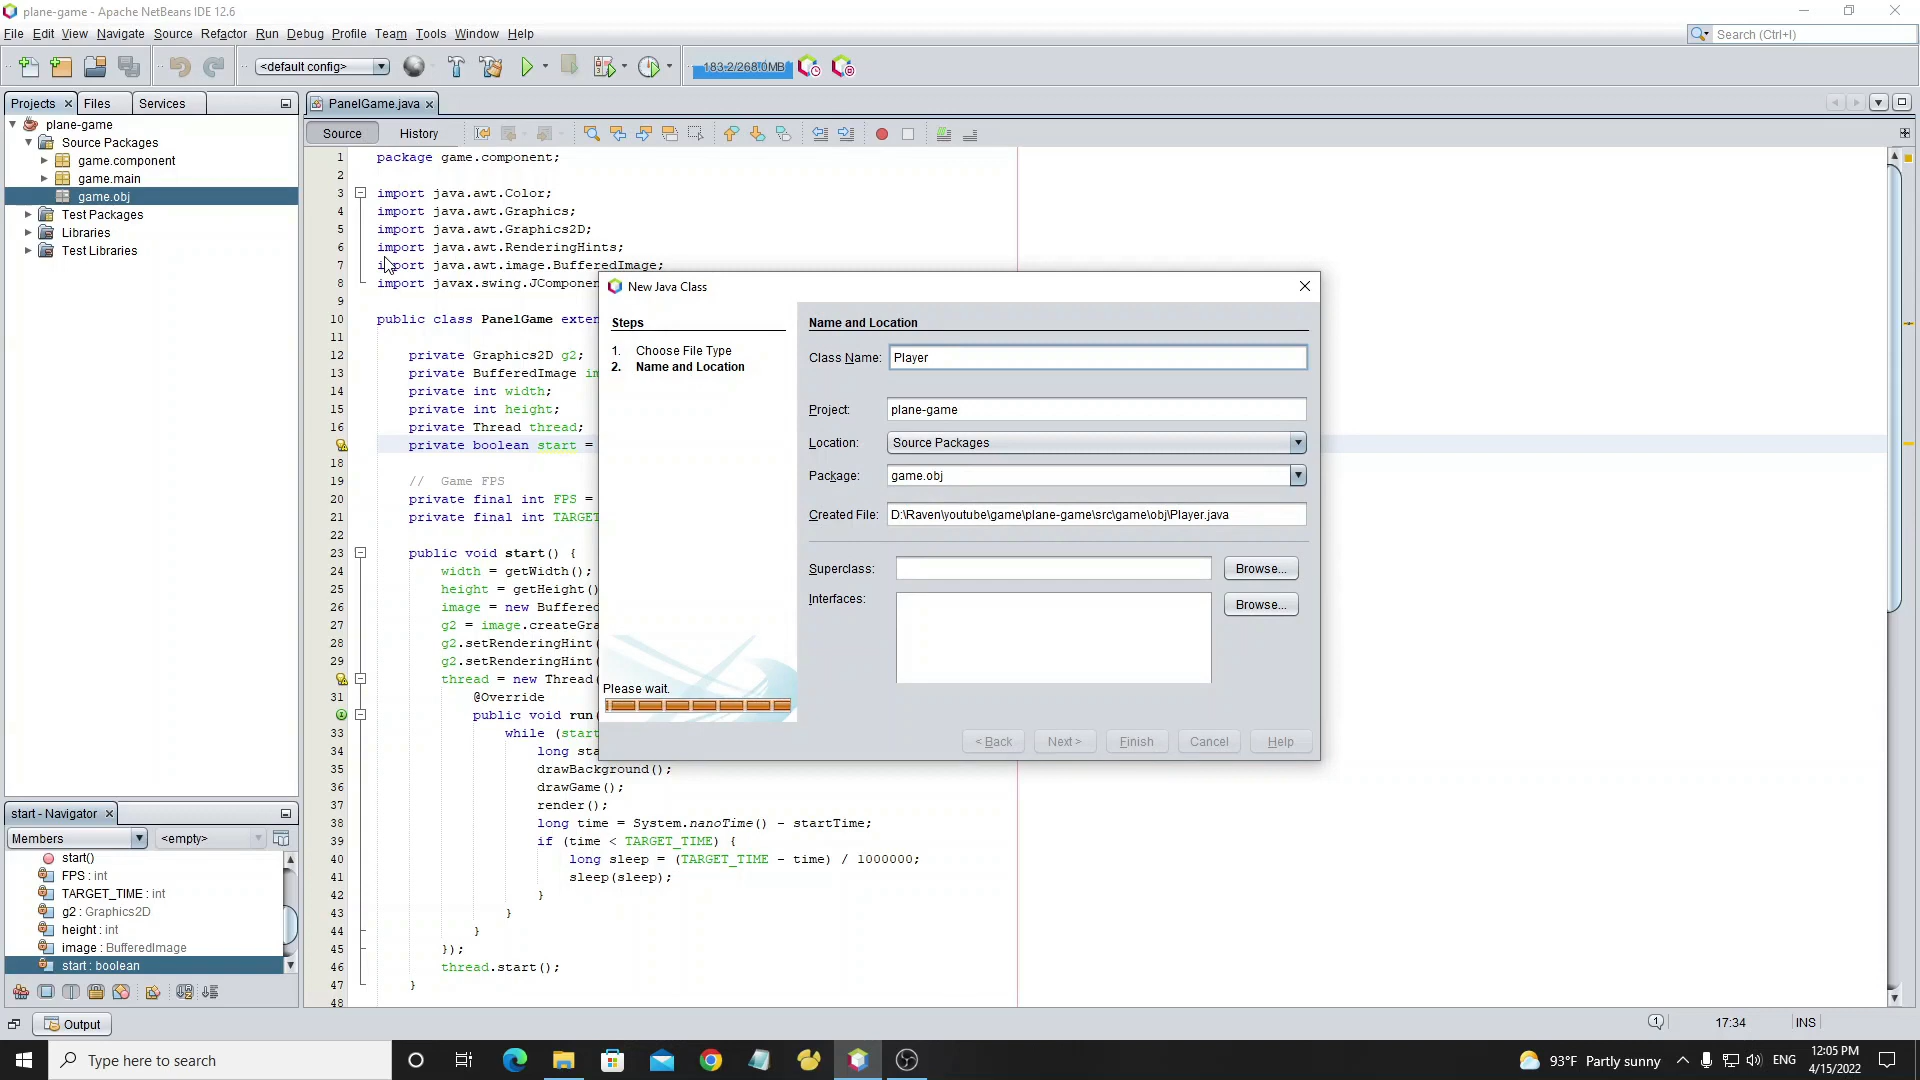 plane-game - Apache NetBeans IDE 12.6
File Edit View Navigate Source Refactor Run Debug Profile Team Tools Window Help
Search (Ctrl+I)
<default config>
183.2/268.0MB
Projects
Files
Services
PanelGame.java
Source
History
plane-game
Source Packages
game.component
game.main
game.obj
Test Packages
Libraries
Test Libraries
1 package game.component;
2
3 import java.awt.Color;
4 import java.awt.Graphics;
5 import java.awt.Graphics2D;
6 import java.awt.RenderingHints;
7 import java.awt.image.BufferedImage;
8 import javax.swing.JComponen
9
10 public class PanelGame exten
11
12 private Graphics2D g2;
13 private BufferedImage im
14 private int width;
15 private int height;
16 private Thread thread;
private boolean start =
18
19 // Game FPS
20 private final int FPS =
21 private final int TARGET
22
23 public void start() {
24 width = getWidth();
25 height = getHeight()
26 image = new Buffered
27 g2 = image.createGra
28 g2.setRenderingHint(
29 g2.setRenderingHint(
thread = new Thread(
31 @Override
public void run(
33 while (start
34 long sta
35 drawBackground();
36 drawGame();
37 render();
38 long time = System.nanoTime() - startTime;
39 if (time < TARGET_TIME) {
40 long sleep = (TARGET_TIME - time) / 1000000;
41 sleep(sleep);
42 }
43 }
44 }
45 });
46 thread.start();
47 }
48
New Java Class
Steps
1. Choose File Type
2. Name and Location
Please wait.
Name and Location
Class Name: Player
Project: plane-game
Location: Source Packages
Package: game.obj
Created File: D:\Raven\youtube\game\plane-game\src\game\obj\Player.java
Superclass:
Browse...
Interfaces:
Browse...
< Back
Next >
Finish
Cancel
Help
start - Navigator
Members
<empty>
start()
FPS : int
TARGET_TIME : int
g2 : Graphics2D
height : int
image : BufferedImage
start : boolean
Output
1
17:34
INS
Type here to search
93°F Partly sunny
ENG
12:05 PM
4/15/2022